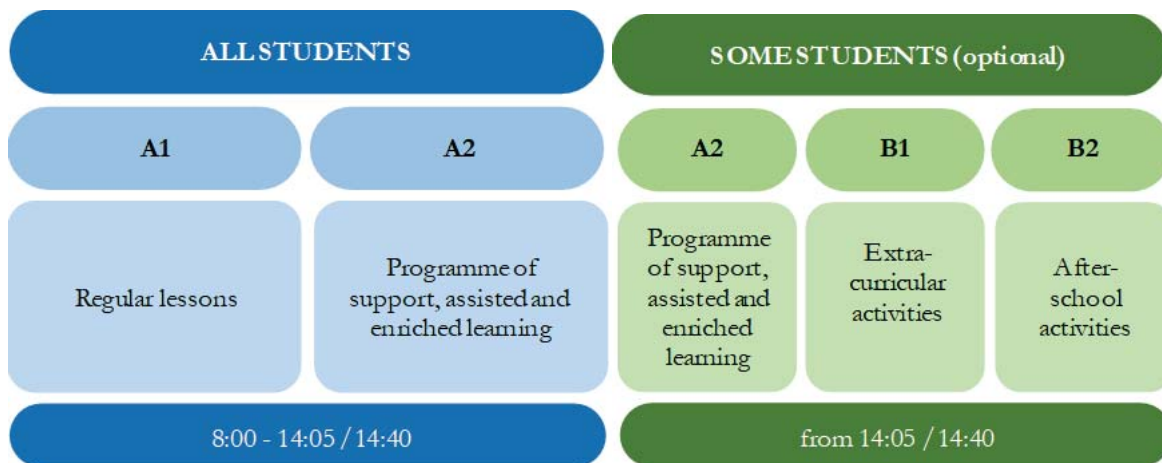 ALL STUDENTS
SOME STUDENTS (optional)
A1
A2
A2
B1
B2
Regular lessons
Programme of
support, assisted and
enriched learning
Programme
of support,
assisted and
enriched
learning
Extra-
curricular
activities
After-
school
activities
8:00 - 14:05 / 14:40
from 14:05 / 14:40